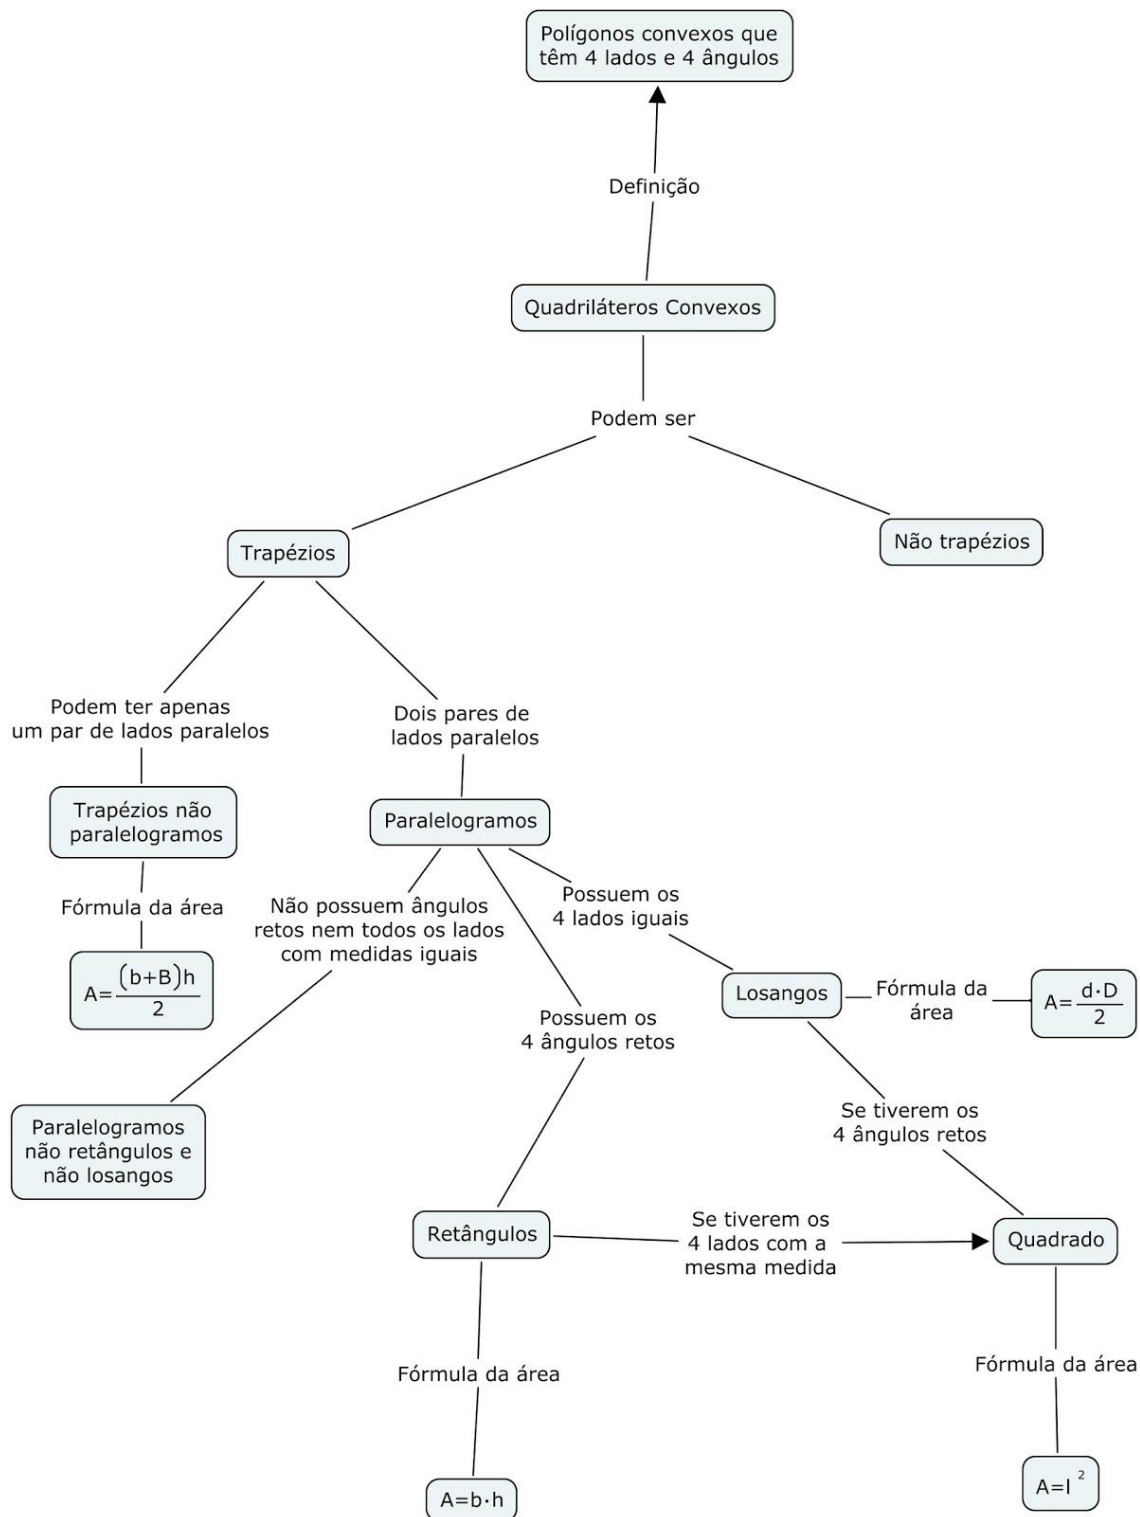 Polígonos convexos que
têm 4 lados e 4 ângulos
Definição
Quadriláteros Convexos
Podem ser
Trapézios
Não trapézios
Podem ter apenas
um par de lados paralelos
Dois pares de
lados paralelos
Trapézios não
paralelogramos
Paralelogramos
Fórmula da área
A=(b+B)h/2
Não possuem ângulos
retos nem todos os lados
com medidas iguais
Possuem os
4 lados iguais
Possuem os
4 ângulos retos
Losangos
Fórmula da
área
A=d·D/2
Paralelogramos
não retângulos e
não losangos
Se tiverem os
4 ângulos retos
Retângulos
Se tiverem os
4 lados com a
mesma medida
Quadrado
Fórmula da área
Fórmula da área
A=b·h
A=l²